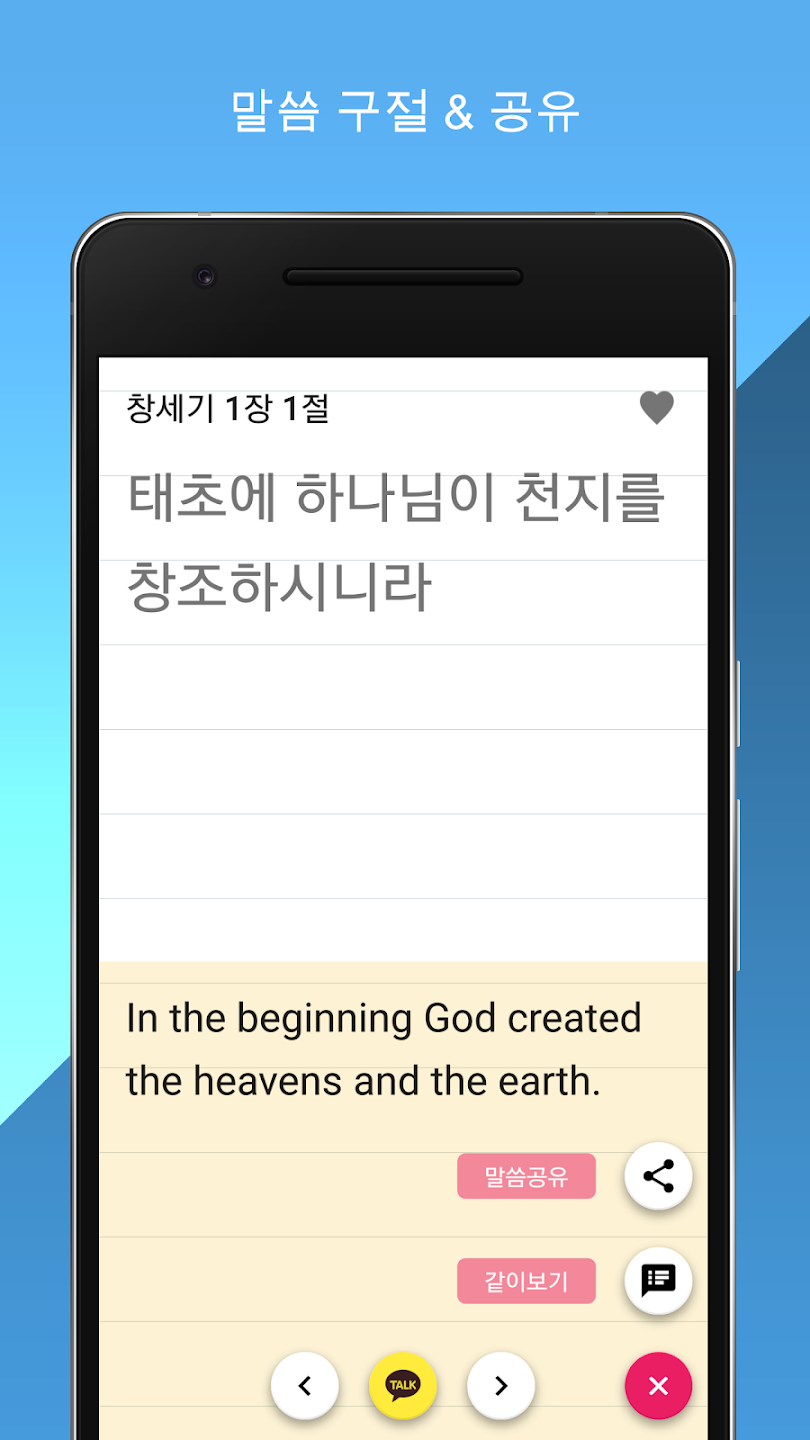 말씀 구절 & 공유
창세기 1장 1절
태초에 하나님이 천지를
창조하시니라
In the beginning God created
the heavens and the earth.
말씀공유
같이보기
TALK